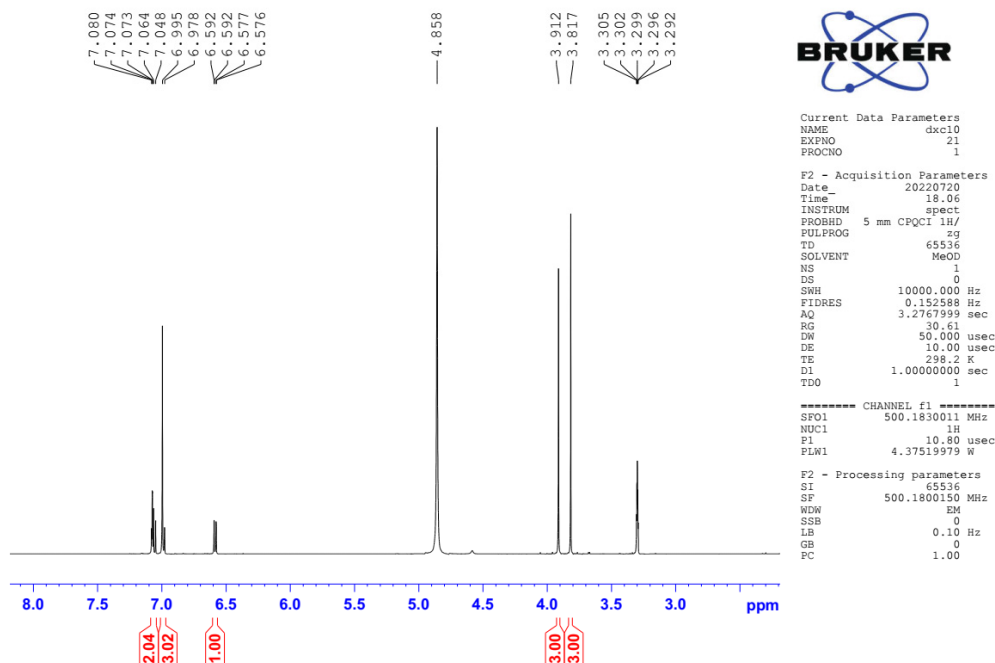 7.080
7.074
7.073
7.064
7.048
6.995
6.978
6.592
6.592
6.577
6.576
4.858
3.912
3.817
3.305
3.302
3.299
3.296
3.292
BRUKER
Current Data Parameters
NAME dxc10
EXPNO 21
PROCNO 1
F2 - Acquisition Parameters
Date_ 20220720
Time 18.06
INSTRUM spect
PROBHD 5 mm CPQCI 1H/
PULPROG zg
TD 65536
SOLVENT MeOD
NS 1
DS 0
SWH 10000.000 Hz
FIDRES 0.152588 Hz
AQ 3.2767999 sec
RG 30.61
DW 50.000 usec
DE 10.00 usec
TE 298.2 K
D1 1.00000000 sec
TD0 1
======== CHANNEL f1 ========
SFO1 500.1830011 MHz
NUC1 1H
P1 10.80 usec
PLW1 4.37519979 W
F2 - Processing parameters
SI 65536
SF 500.1800150 MHz
WDW EM
SSB 0
LB 0.10 Hz
GB 0
PC 1.00
8.0 7.5 7.0 6.5 6.0 5.5 5.0 4.5 4.0 3.5 3.0 ppm
2.04
3.02
1.00
3.00
3.00